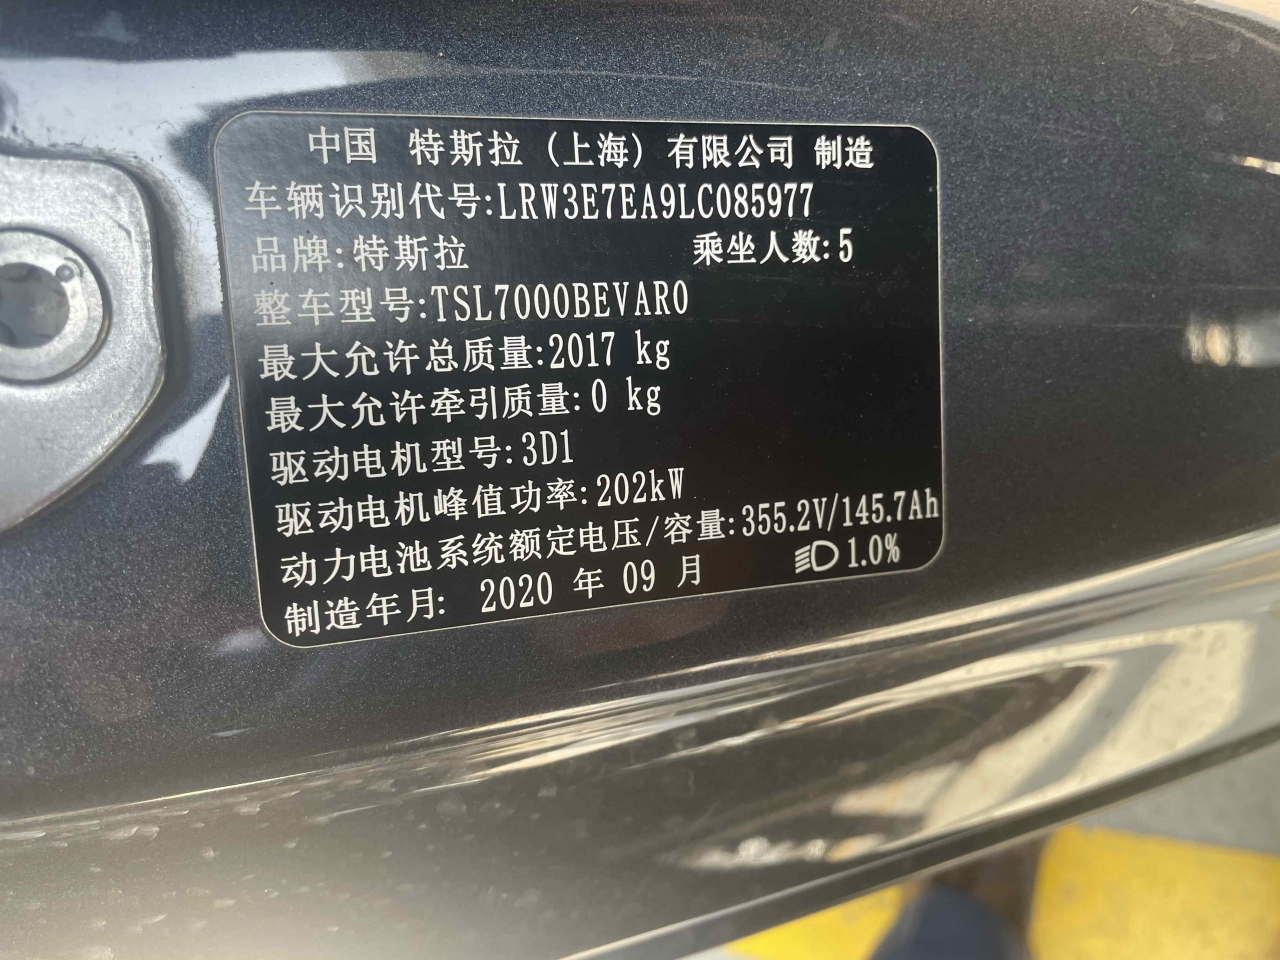 中国 特斯拉(上海)有限公司 制造
车辆识别代号:LRW3E7EA9LC085977
品牌:特斯拉 乘坐人数:5
整车型号:TSL7000BEVAR0
最大允许总质量:2017 kg
最大允许牵引质量:0 kg
驱动电机型号:3D1
驱动电机峰值功率:202kW
动力电池系统额定电压/容量:355.2V/145.7Ah
制造年月: 2020 年 09 月 1.0%